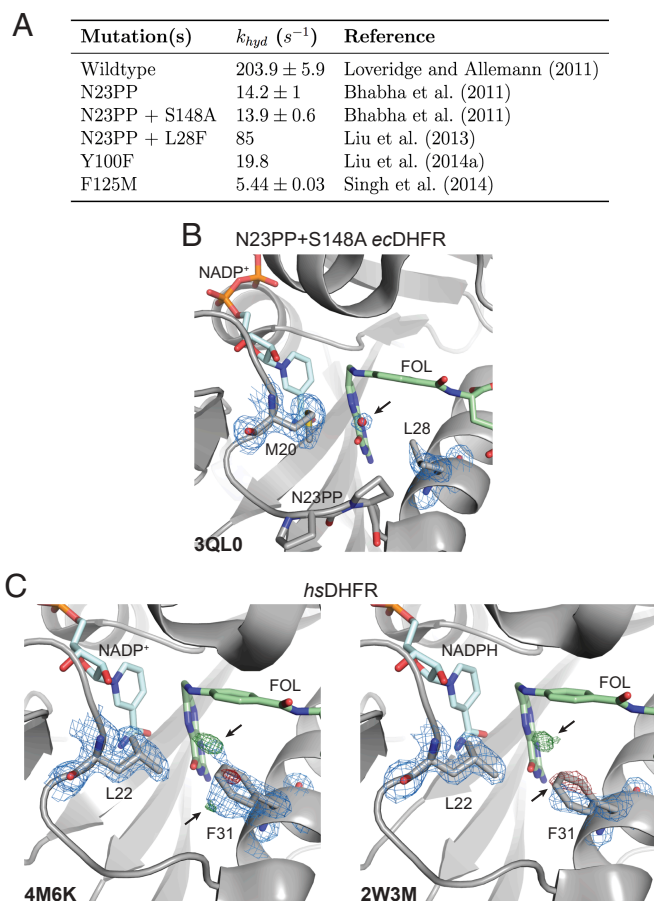 A
Mutation(s) k_hyd (s⁻¹) Reference
Wildtype 203.9 ± 5.9 Loveridge and Allemann (2011)
N23PP 14.2 ± 1 Bhabha et al. (2011)
N23PP + S148A 13.9 ± 0.6 Bhabha et al. (2011)
N23PP + L28F 85 Liu et al. (2013)
Y100F 19.8 Liu et al. (2014a)
F125M 5.44 ± 0.03 Singh et al. (2014)
B N23PP+S148A ecDHFR
NADP⁺
FOL
L28
M20
N23PP
3QL0
C
hsDHFR
NADP⁺
FOL
L22
F31
4M6K
NADPH
FOL
L22
F31
2W3M